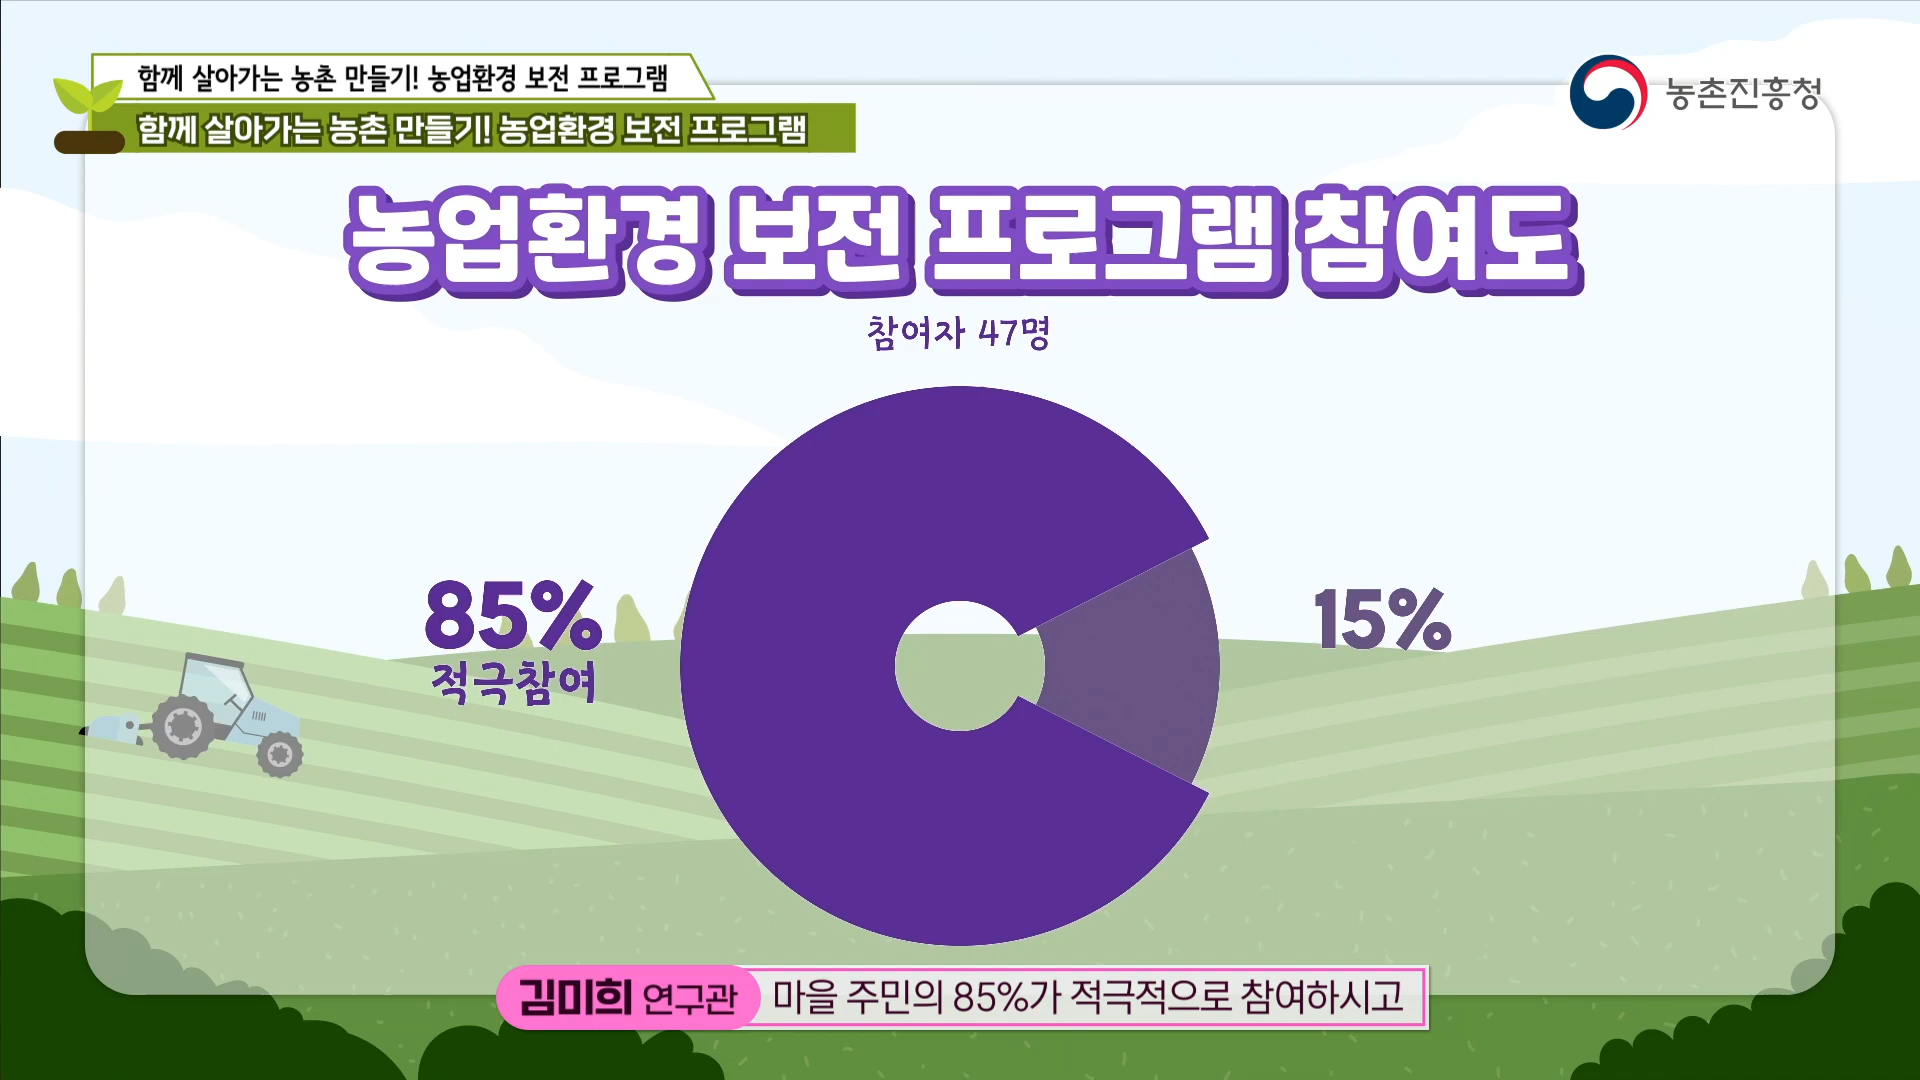 함께 살아가는 농촌 만들기! 농업환경 보전 프로그램
함께 살아가는 농촌 만들기! 농업환경 보전 프로그램
농촌진흥청
농업환경 보전 프로그램 참여도
참여자 47명
85%
적극참여
15%
김미희 연구관 마을 주민의 85%가 적극적으로 참여하시고